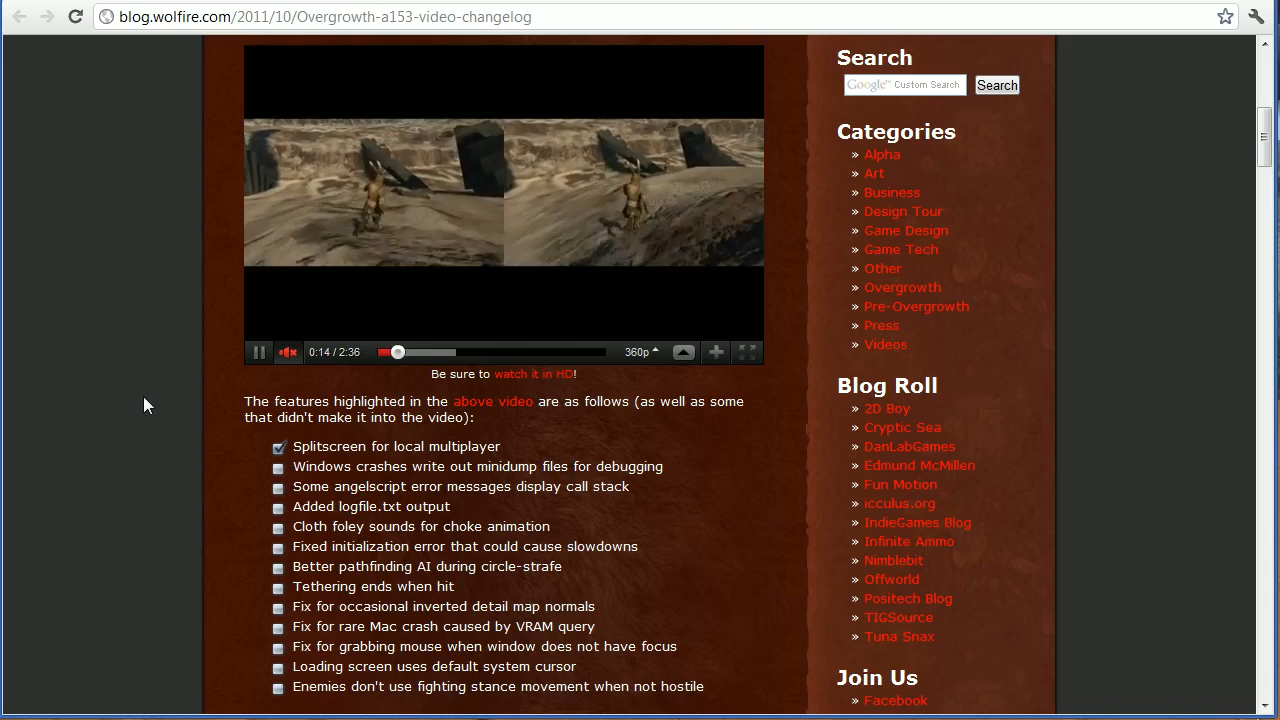 blog.wolfire.com/2011/10/Overgrowth-a153-video-changelog
0:14 / 2:36
360p
Be sure to watch it in HD!
The features highlighted in the above video are as follows (as well as some
that didn't make it into the video):
Splitscreen for local multiplayer
Windows crashes write out minidump files for debugging
Some angelscript error messages display call stack
Added logfile.txt output
Cloth foley sounds for choke animation
Fixed initialization error that could cause slowdowns
Better pathfinding AI during circle-strafe
Tethering ends when hit
Fix for occasional inverted detail map normals
Fix for rare Mac crash caused by VRAM query
Fix for grabbing mouse when window does not have focus
Loading screen uses default system cursor
Enemies don't use fighting stance movement when not hostile
Search
Google™ Custom Search
Search
Categories
» Alpha
» Art
» Business
» Design Tour
» Game Design
» Game Tech
» Other
» Overgrowth
» Pre-Overgrowth
» Press
» Videos
Blog Roll
» 2D Boy
» Cryptic Sea
» DanLabGames
» Edmund McMillen
» Fun Motion
» icculus.org
» IndieGames Blog
» Infinite Ammo
» Nimblebit
» Offworld
» Positech Blog
» TIGSource
» Tuna Snax
Join Us
» Facebook